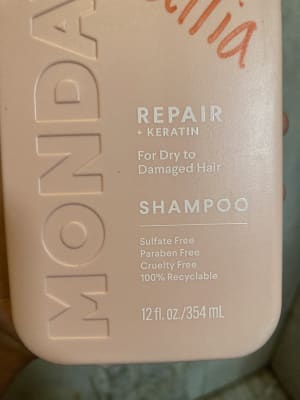 MONDA
REPAIR
+ KERATIN
For Dry to
Damaged Hair
SHAMPOO
Sulfate Free
Paraben Free
Cruelty Free
100% Recyclable
12 fl. oz./354 mL